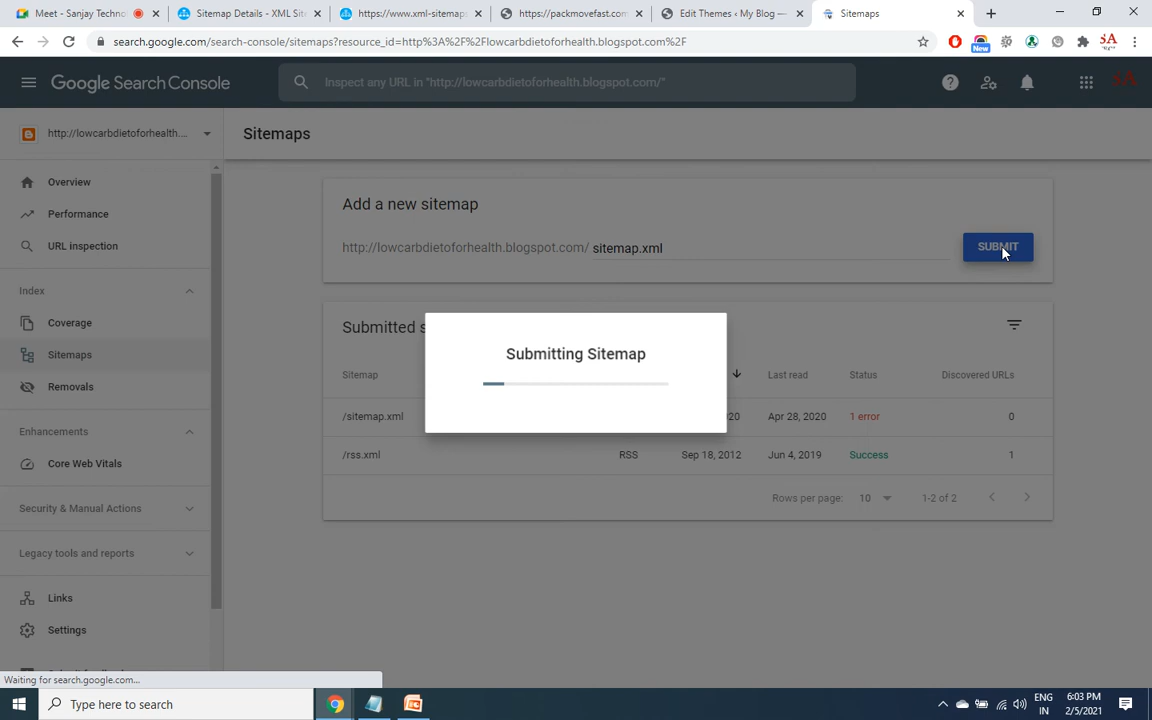 Meet - Sanjay Techno
Sitemap Details - XML Sit
https://www.xml-sitemap
https://packmovefast.com
Edit Themes ‹ My Blog —
Sitemaps
search.google.com/search-console/sitemaps?resource_id=http%3A%2F%2Flowcarbdietoforhealth.blogspot.com%2F
New
Google Search Console
Inspect any URL in "http://lowcarbdietoforhealth.blogspot.com/"
http://lowcarbdietoforhealth...
Sitemaps
Overview
Performance
URL inspection
Index
Coverage
Sitemaps
Removals
Enhancements
Core Web Vitals
Security & Manual Actions
Legacy tools and reports
Links
Settings
Add a new sitemap
http://lowcarbdietoforhealth.blogspot.com/ sitemap.xml
SUBMIT
Submitted s
Submitting Sitemap
Sitemap Last read Status Discovered URLs
/sitemap.xml 20 Apr 28, 2020 1 error 0
/rss.xml RSS Sep 18, 2012 Jun 4, 2019 Success 1
Rows per page: 10 1-2 of 2
Waiting for search.google.com...
Type here to search
ENG
IN
6:03 PM
2/5/2021